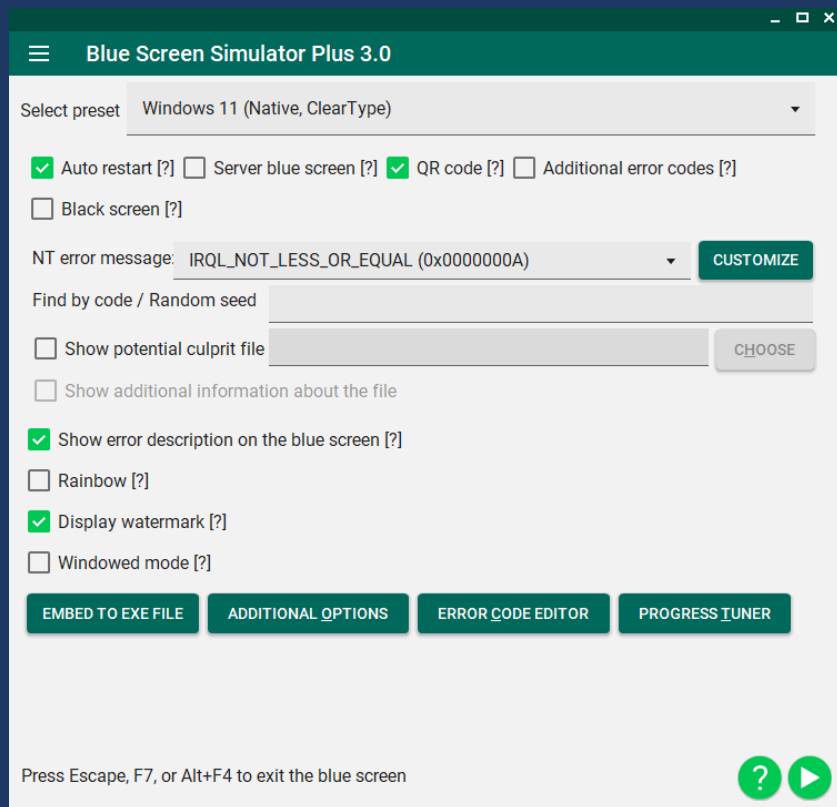 Blue Screen Simulator Plus 3.0
Select preset Windows 11 (Native, ClearType)
Auto restart [?] Server blue screen [?] QR code [?] Additional error codes [?]
Black screen [?]
NT error message: IRQL_NOT_LESS_OR_EQUAL (0x0000000A) CUSTOMIZE
Find by code / Random seed
Show potential culprit file CHOOSE
Show additional information about the file
Show error description on the blue screen [?]
Rainbow [?]
Display watermark [?]
Windowed mode [?]
EMBED TO EXE FILE ADDITIONAL OPTIONS ERROR CODE EDITOR PROGRESS TUNER
Press Escape, F7, or Alt+F4 to exit the blue screen ?